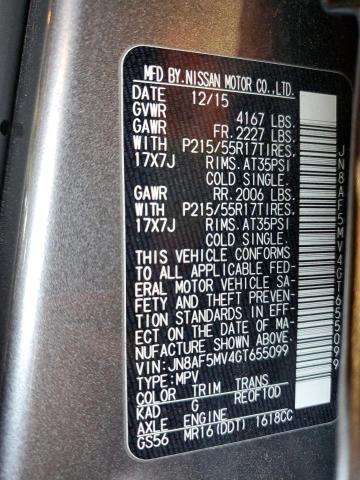 MFD BY.NISSAN MOTOR CO.,LTD.
DATE 12/15
GVWR 4167 LBS.
GAWR FR.2227 LBS.
WITH P215/55R17TIRES.
17X7J RIMS.AT35PSI
COLD SINGLE.
GAWR RR.2006 LBS.
WITH P215/55R17TIRES.
17X7J RIMS.AT35PSI
COLD SINGLE.
THIS VEHICLE CONFORMS
TO ALL APPLICABLE FED-
ERAL MOTOR VEHICLE SA-
FETY AND THEFT PREVEN-
TION STANDARDS IN EFF-
ECT ON THE DATE OF MA-
NUFACTURE SHOWN ABOVE.
VIN:JN8AF5MV4GT655099
TYPE:MPV
COLOR TRIM TRANS
KAD G RE0F10D
AXLE ENGINE
GS56 MR16(DDT) 1618CC
JN8AF5MV4GT655099